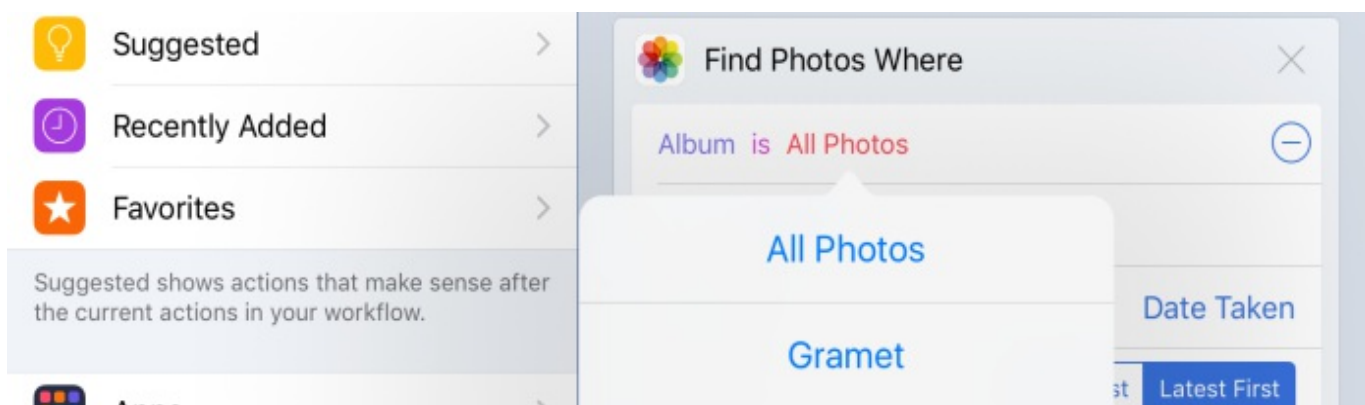 Suggested
Recently Added
Favorites
Suggested shows actions that make sense after
the current actions in your workflow.
Find Photos Where
Album is All Photos
All Photos
Gramet
Date Taken
Latest First